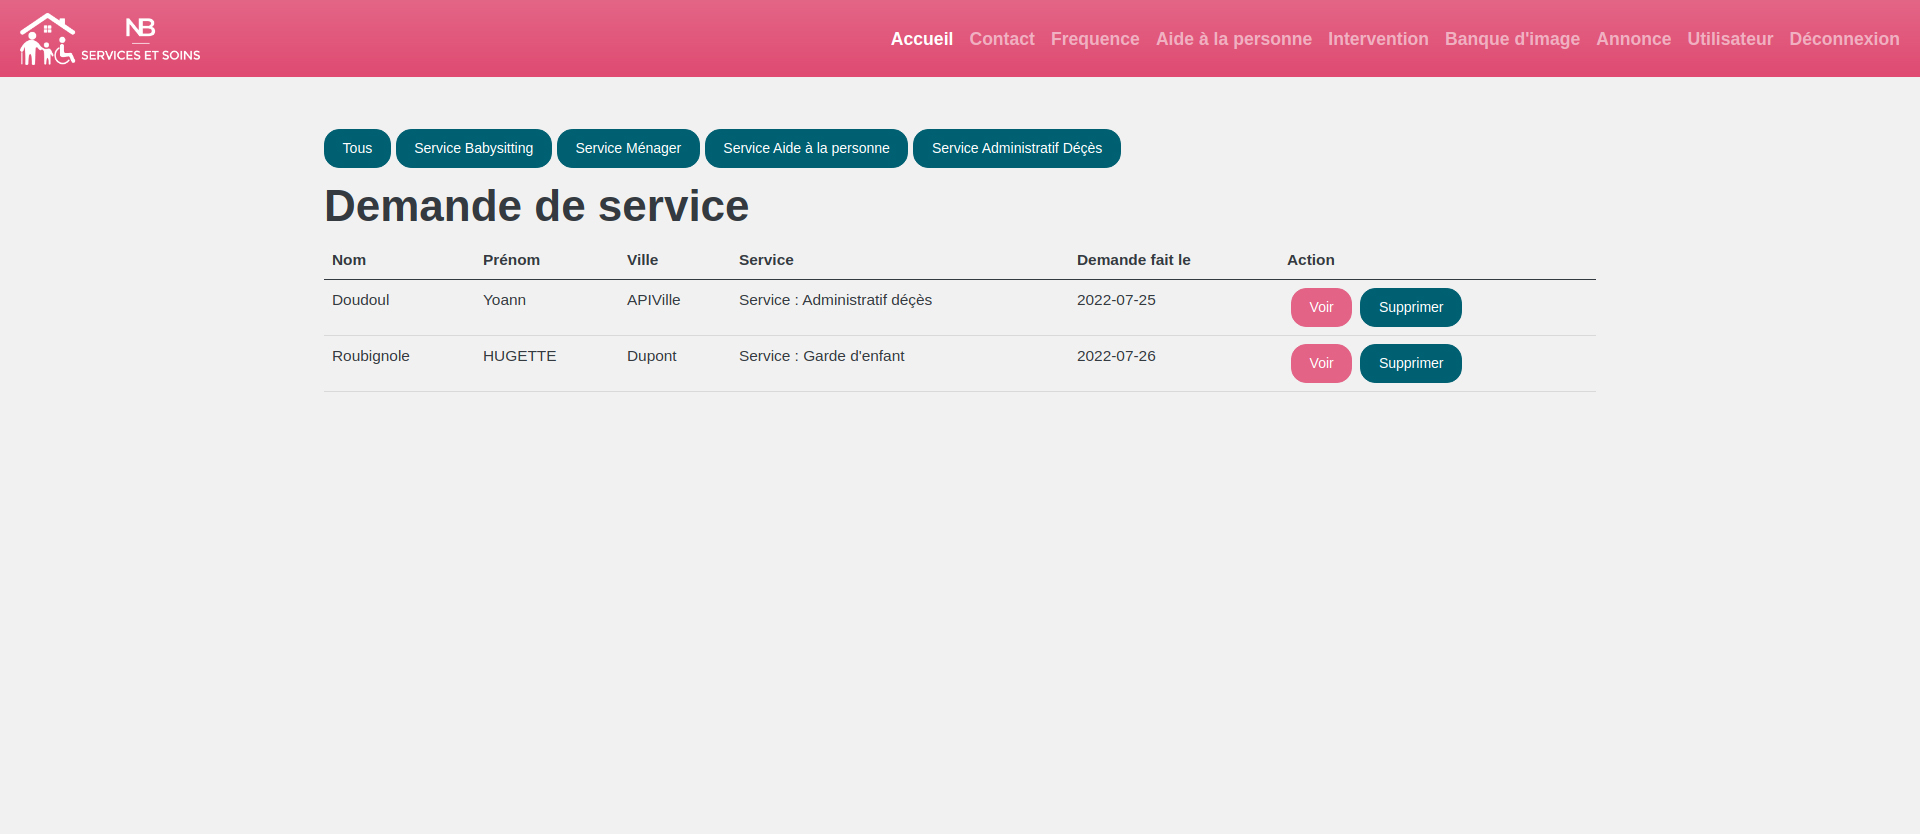 NB
SERVICES ET SOINS
Accueil Contact Frequence Aide à la personne Intervention Banque d'image Annonce Utilisateur Déconnexion
Tous Service Babysitting Service Ménager Service Aide à la personne Service Administratif Déçès
Demande de service
Nom Prénom Ville Service Demande fait le Action
Doudoul Yoann APIVille Service : Administratif déçès 2022-07-25 Voir Supprimer
Roubignole HUGETTE Dupont Service : Garde d'enfant 2022-07-26 Voir Supprimer